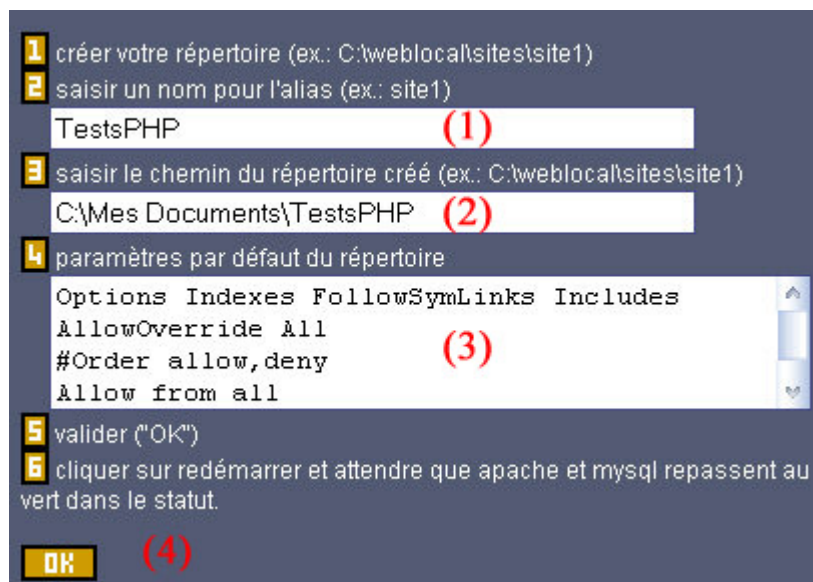 1 créer votre répertoire (ex.: C:\weblocal\sites\site1)
2 saisir un nom pour l'alias (ex.: site1)
TestsPHP (1)
3 saisir le chemin du répertoire créé (ex.: C:\weblocal\sites\site1)
C:\Mes Documents\TestsPHP (2)
4 paramètres par défaut du répertoire
Options Indexes FollowSymLinks Includes
AllowOverride All
#Order allow,deny (3)
Allow from all
5 valider ("OK")
6 cliquer sur redémarrer et attendre que apache et mysql repassent au
vert dans le statut.
OK (4)